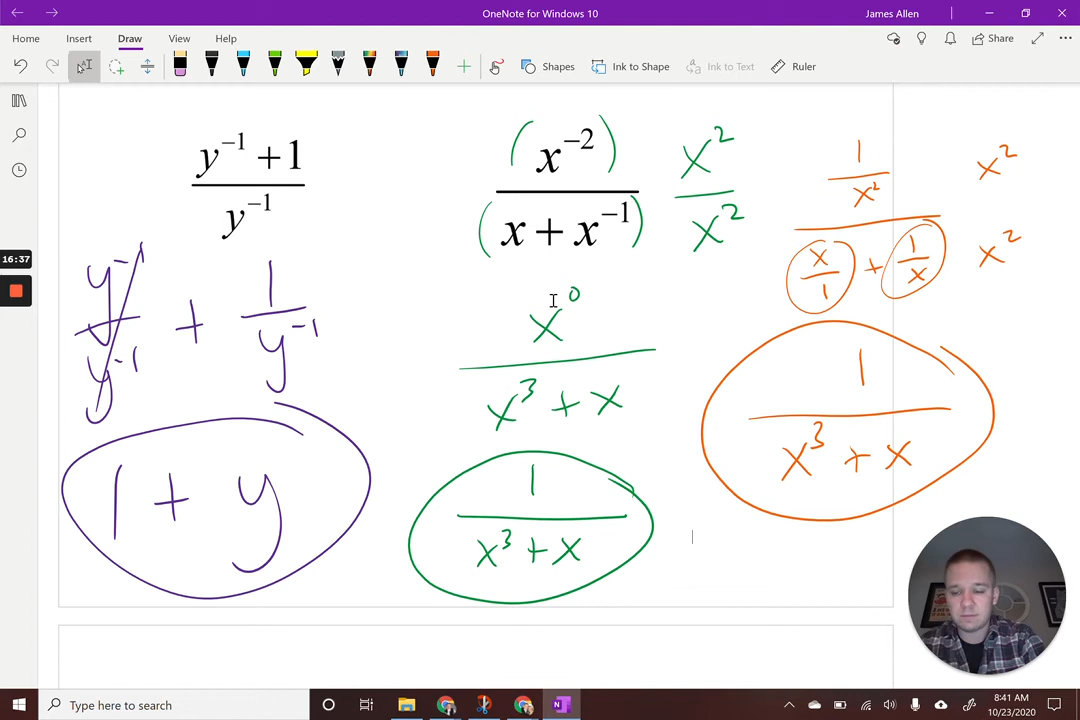 OneNote for Windows 10
James Allen
Home Insert Draw View Help
Share
Shapes Ink to Shape Ink to Text Ruler
y⁻¹ + 1
y⁻¹
y⁻¹
y⁻¹
+
1
y⁻¹
1 + y
(x⁻²)
(x + x⁻¹)
x²
x²
x⁰
x³ + x
1
x³ + x
1
x²
x²
x
1
+
1
x
x²
1
x³ + x
16:37
Type here to search
8:41 AM
10/23/2020